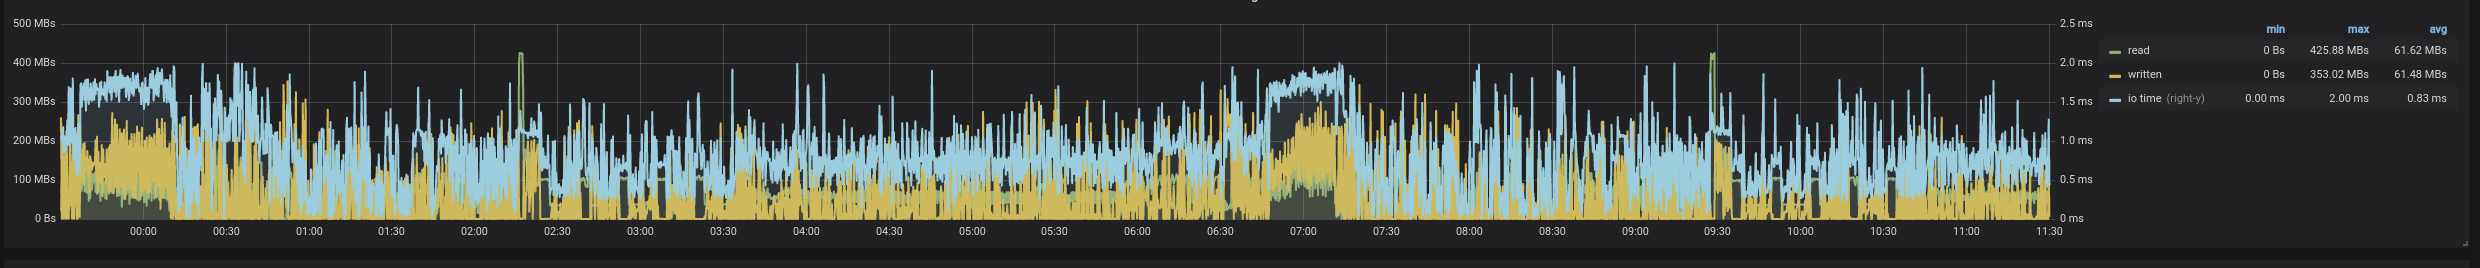 500 MBs
400 MBs
300 MBs
200 MBs
100 MBs
0 Bs
2.5 ms
2.0 ms
1.5 ms
1.0 ms
0.5 ms
0 ms
00:00 00:30 01:00 01:30 02:00 02:30 03:00 03:30 04:00 04:30 05:00 05:30 06:00 06:30 07:00 07:30 08:00 08:30 09:00 09:30 10:00 10:30 11:00 11:30
min max avg
read 0 Bs 425.88 MBs 61.62 MBs
written 0 Bs 353.02 MBs 61.48 MBs
io time (right-y) 0.00 ms 2.00 ms 0.83 ms